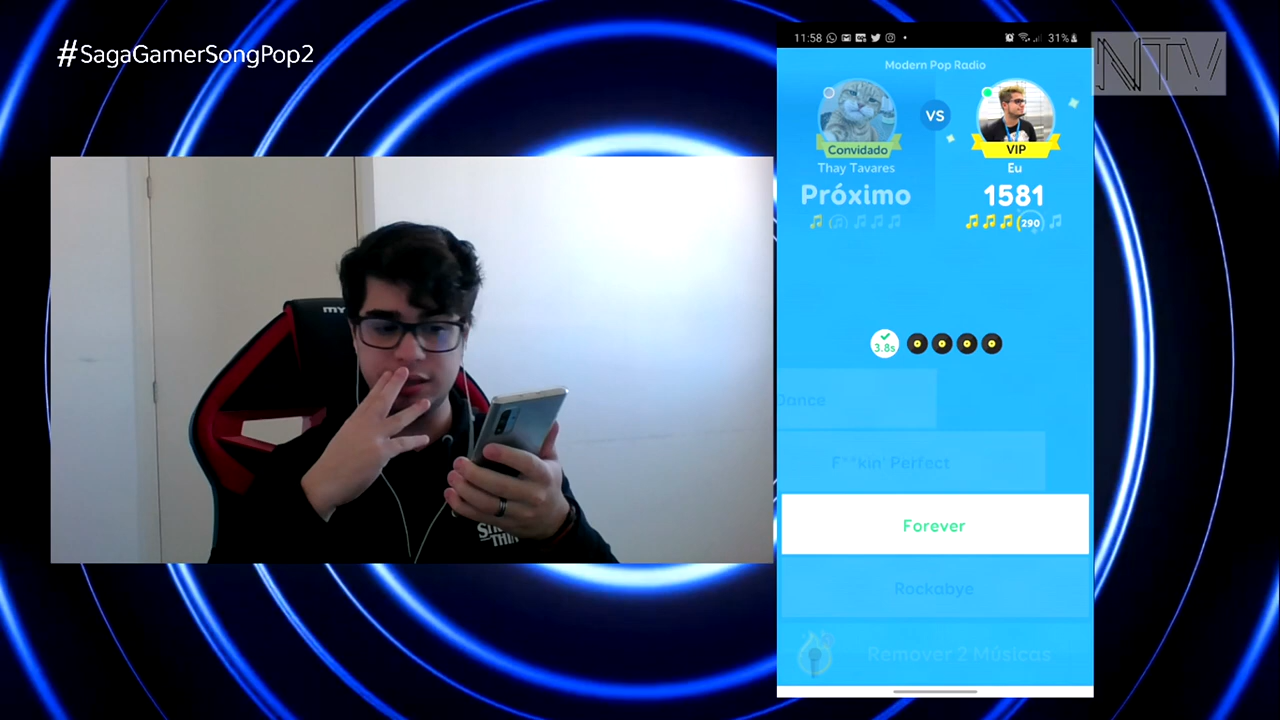 #SagaGamerSongPop2
11:58
31%
NTV
Modern Pop Radio
VS
Convidado
VIP
Thay Tavares
Eu
Próximo
1581
290
3.8s
Dance
F**kin' Perfect
Forever
Rockabye
Remover 2 Músicas